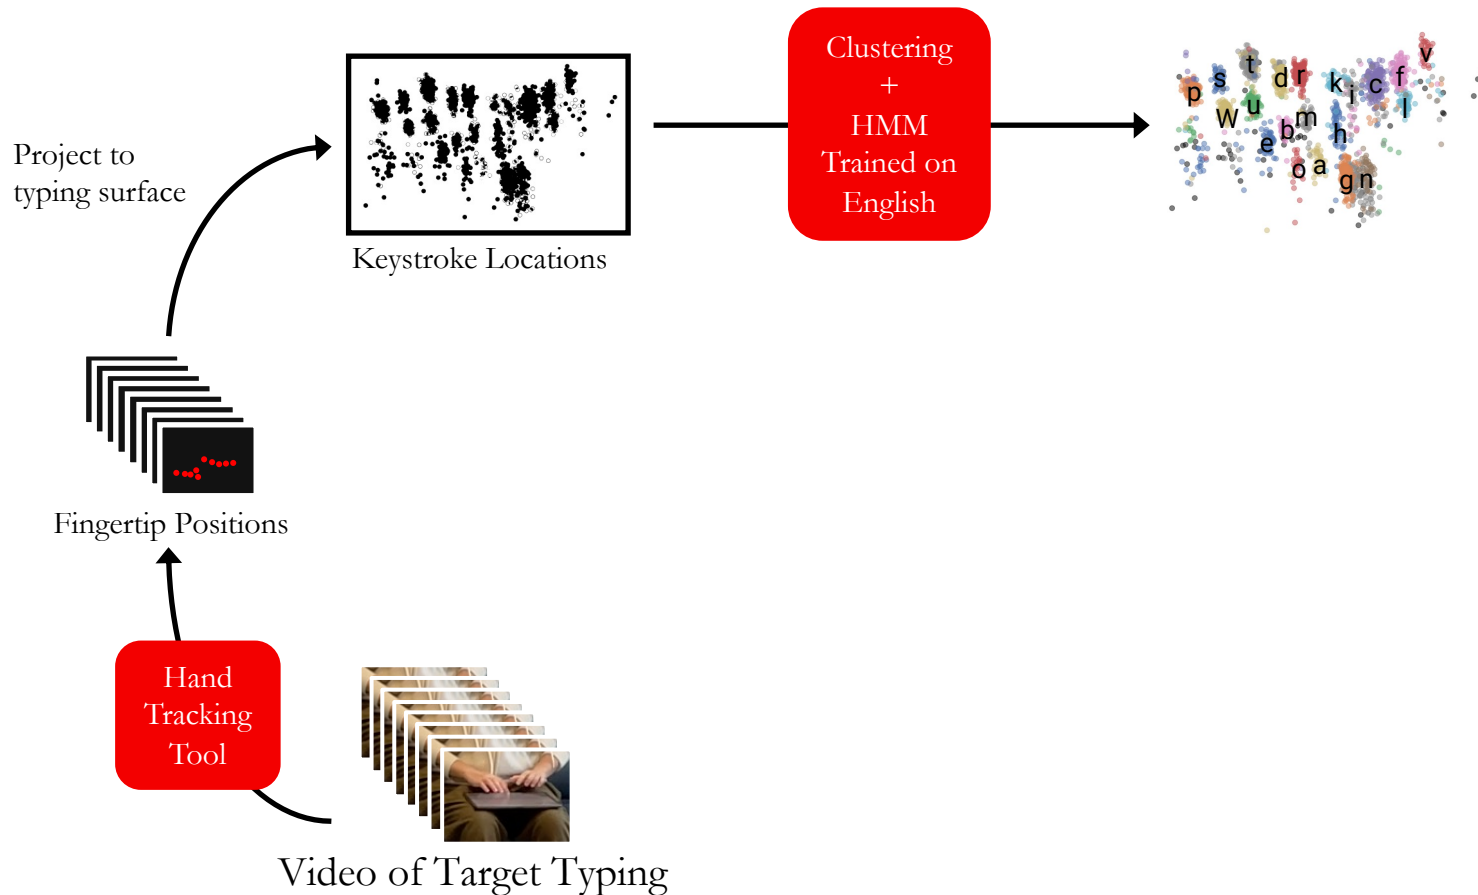 Project to
typing surface
Keystroke Locations
Clustering
+
HMM
Trained on
English
p
s
t
d
r
k
i
c
f
v
l
W
u
b
m
h
e
o
a
g
n
Fingertip Positions
Hand
Tracking
Tool
Video of Target Typing